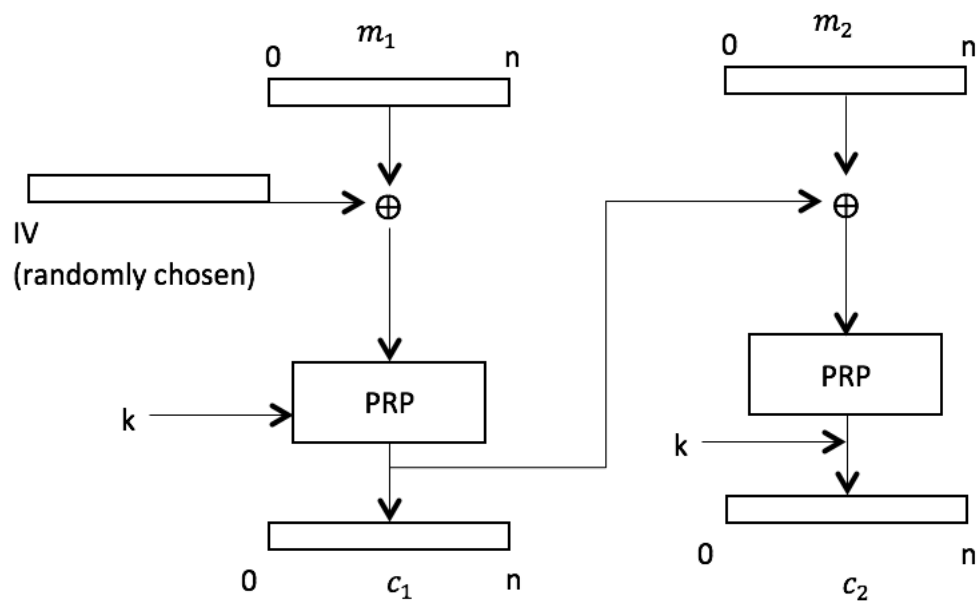 m₁
0 n
m₂
0 n
⊕
⊕
IV
(randomly chosen)
PRP
PRP
k
k
0 n
c₁
0 n
c₂